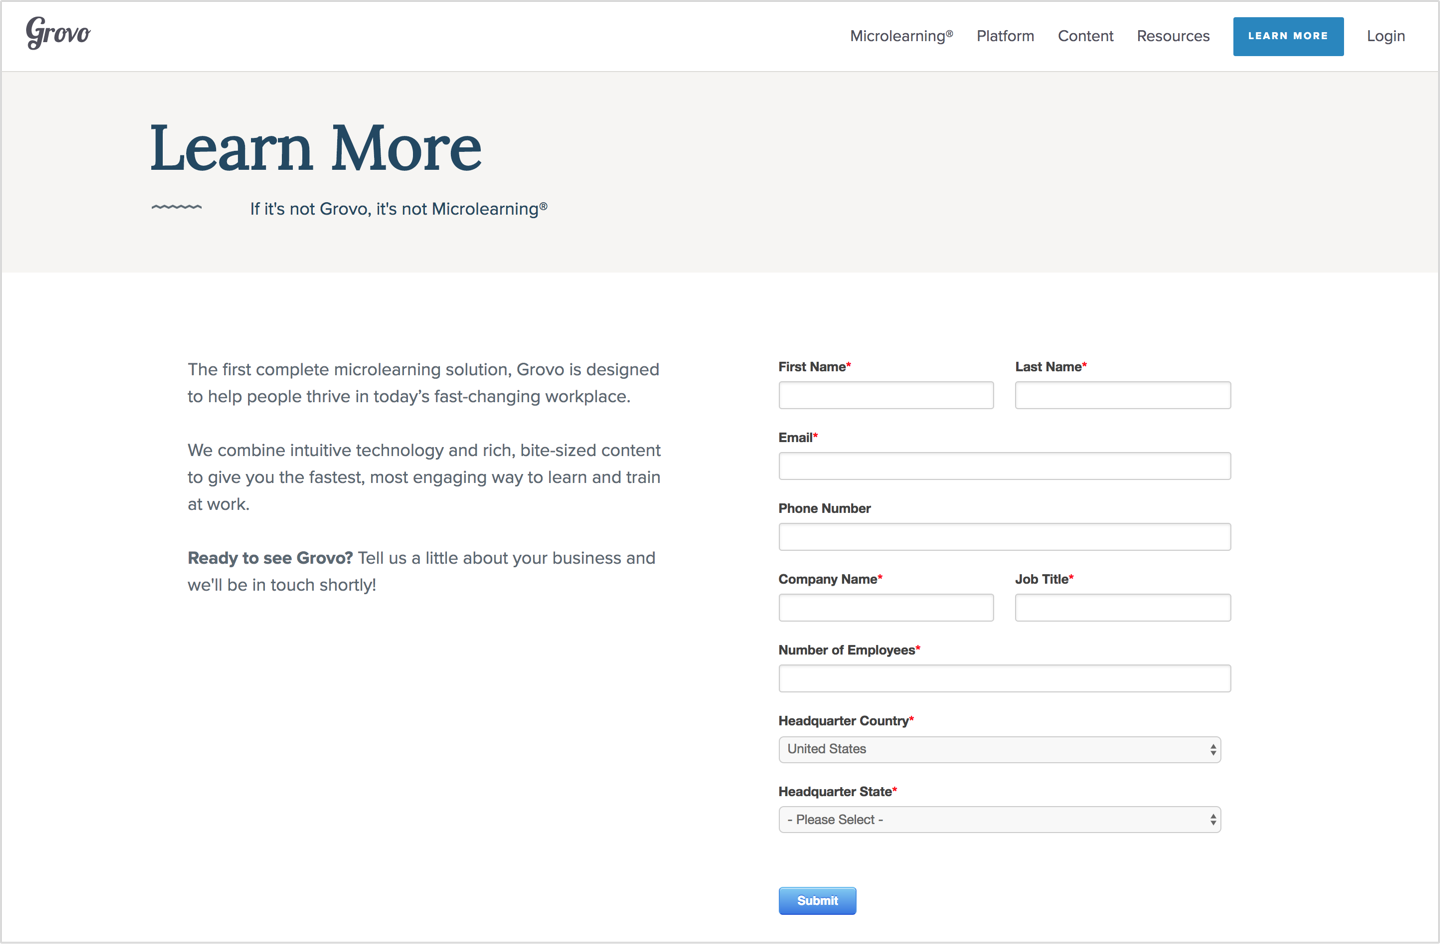 Grovo
Microlearning® Platform Content Resources LEARN MORE Login
Learn More
If it's not Grovo, it's not Microlearning®
The first complete microlearning solution, Grovo is designed
to help people thrive in today's fast-changing workplace.
We combine intuitive technology and rich, bite-sized content
to give you the fastest, most engaging way to learn and train
at work.
Ready to see Grovo? Tell us a little about your business and
we'll be in touch shortly!
First Name* Last Name*
Email*
Phone Number
Company Name* Job Title*
Number of Employees*
Headquarter Country*
United States
Headquarter State*
- Please Select -
Submit